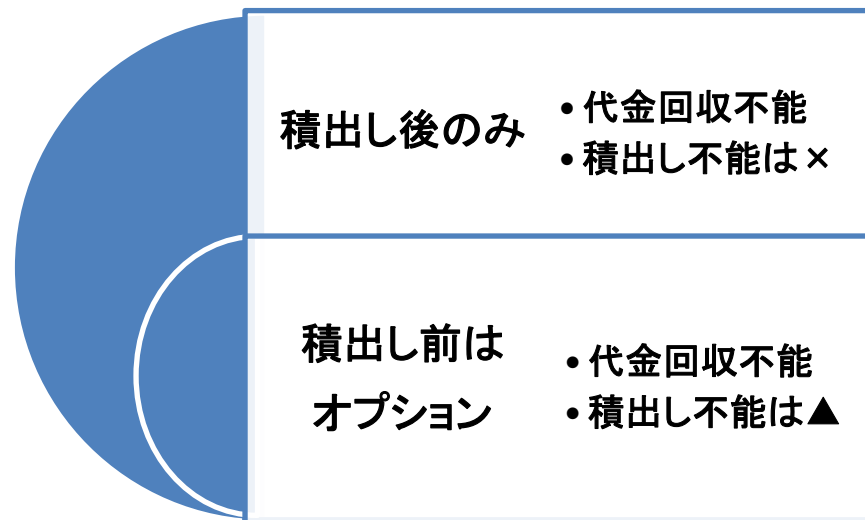 積出し後のみ
• 代金回収不能
• 積出し不能は×
積出し前は
オプション
• 代金回収不能
• 積出し不能は▲